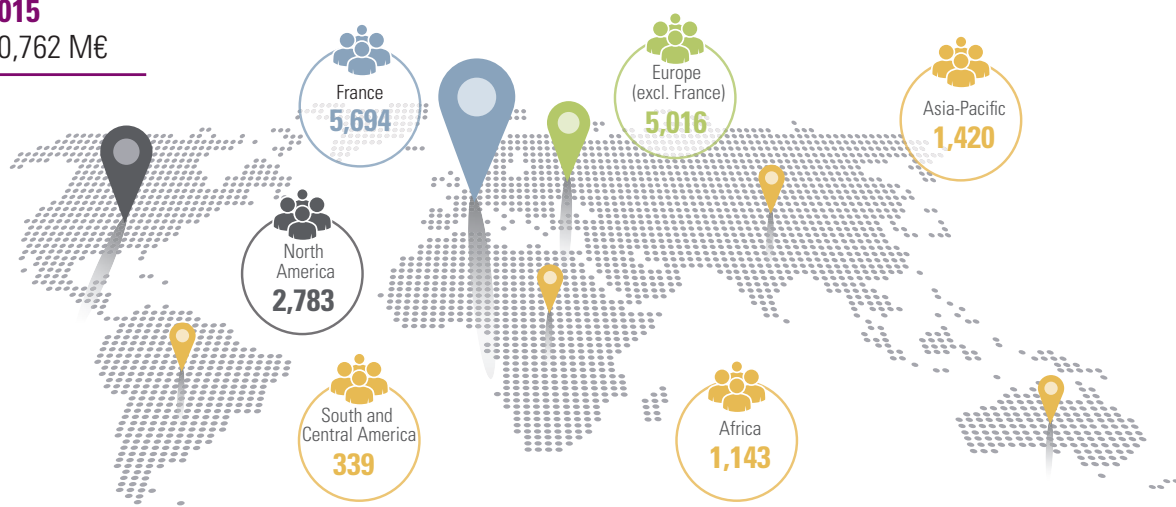 015
0,762 M€
France
5,694
Europe
(excl. France)
5,016
Asia-Pacific
1,420
North
America
2,783
South and
Central America
339
Africa
1,143